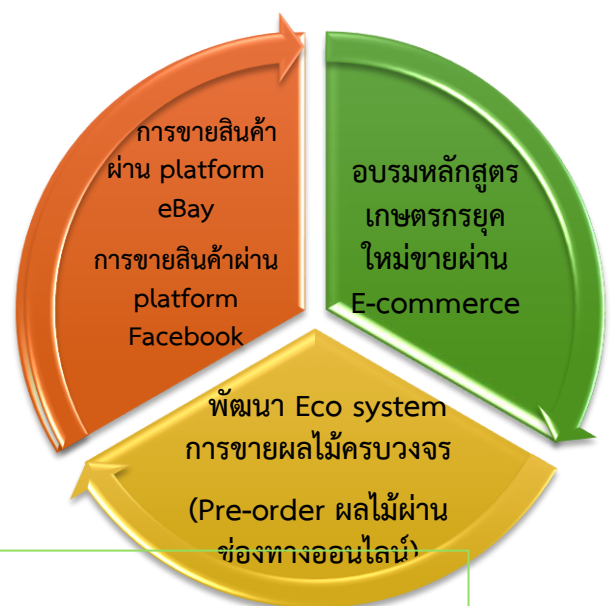 การขายสินค้า
ผ่าน platform
eBay
การขายสินค้าผ่าน
platform
Facebook
อบรมหลักสูตร
เกษตรกรยุค
ใหม่ขายผ่าน
E-commerce
พัฒนา Eco system
การขายผลไม้ครบวงจร
(Pre-order ผลไม้ผ่าน
ช่องทางออนไลน์)